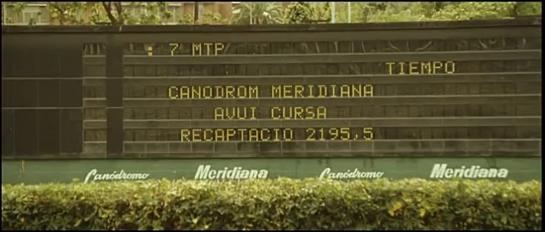 : 7 MTP
TIEMPO
CANODROM MERIDIANA
AVUI CURSA
RECAPTACIO 2195.5
Canódromo Meridiana Canódromo Meridiana